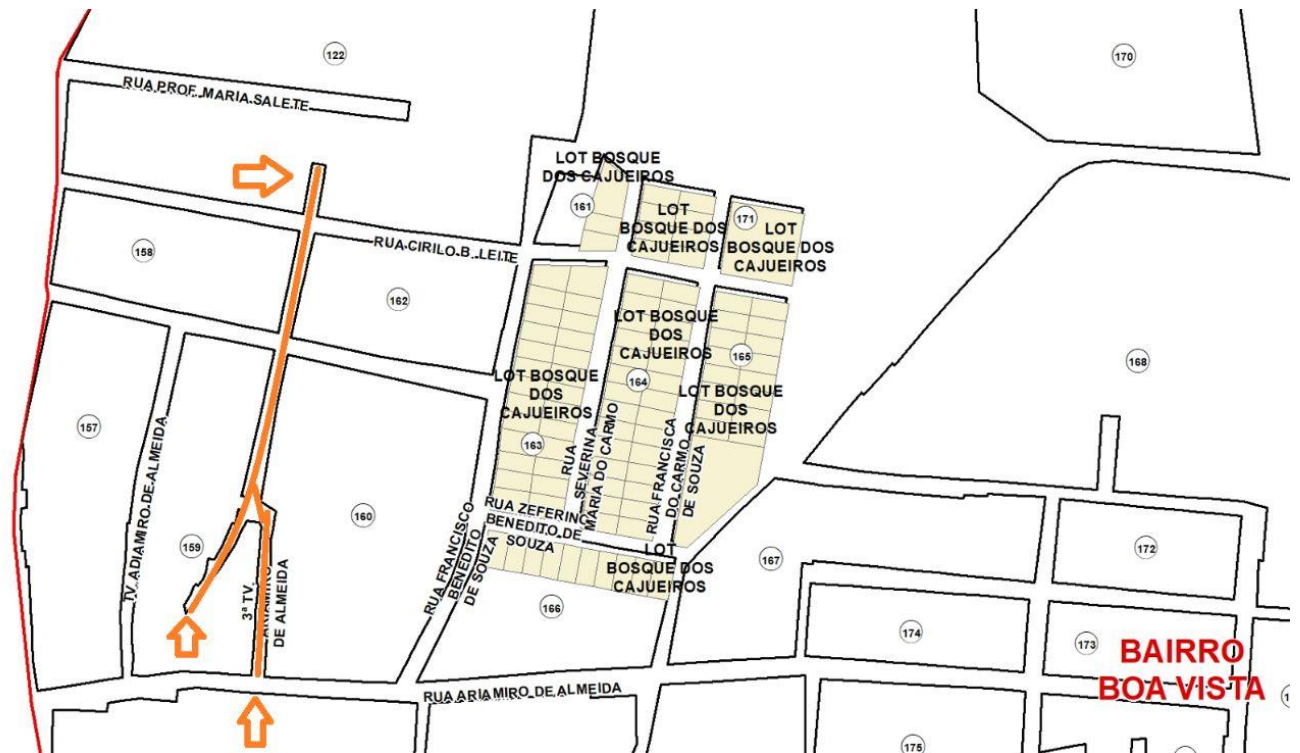 122
170
RUA PROF. MARIA SALETE
LOT BOSQUE
DOS CAJUEIROS
161
LOT
BOSQUE DOS
CAJUEIROS
171
LOT
BOSQUE DOS
CAJUEIROS
158
RUA CIRILO B. LEITE
162
LOT BOSQUE
DOS
CAJUEIROS
164
165
168
LOT BOSQUE
DOS
CAJUEIROS
163
LOT BOSQUE
DOS
CAJUEIROS
157
TV. ADIAMIRO DE ALMEIDA
159
160
3ª TV.
ARIAMIRO
DE ALMEIDA
RUA FRANCISCO
BENEDITO
DE SOUZA
RUA
SEVERINA
MARIA DO CARMO
RUA FRANCISCA
DO CARMO
DE SOUZA
RUA ZEFERINO
BENEDITO DE
SOUZA
LOT
BOSQUE DOS
CAJUEIROS
166
167
172
174
173
BAIRRO
BOA VISTA
RUA ARIAMIRO DE ALMEIDA
175